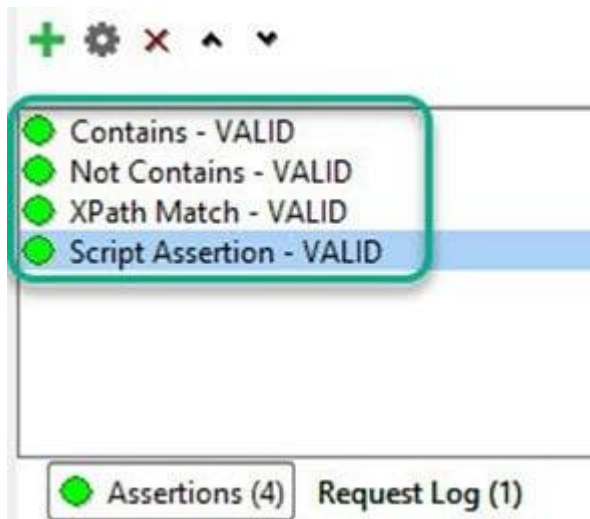 Contains - VALID
Not Contains - VALID
XPath Match - VALID
Script Assertion - VALID
Assertions (4) Request Log (1)